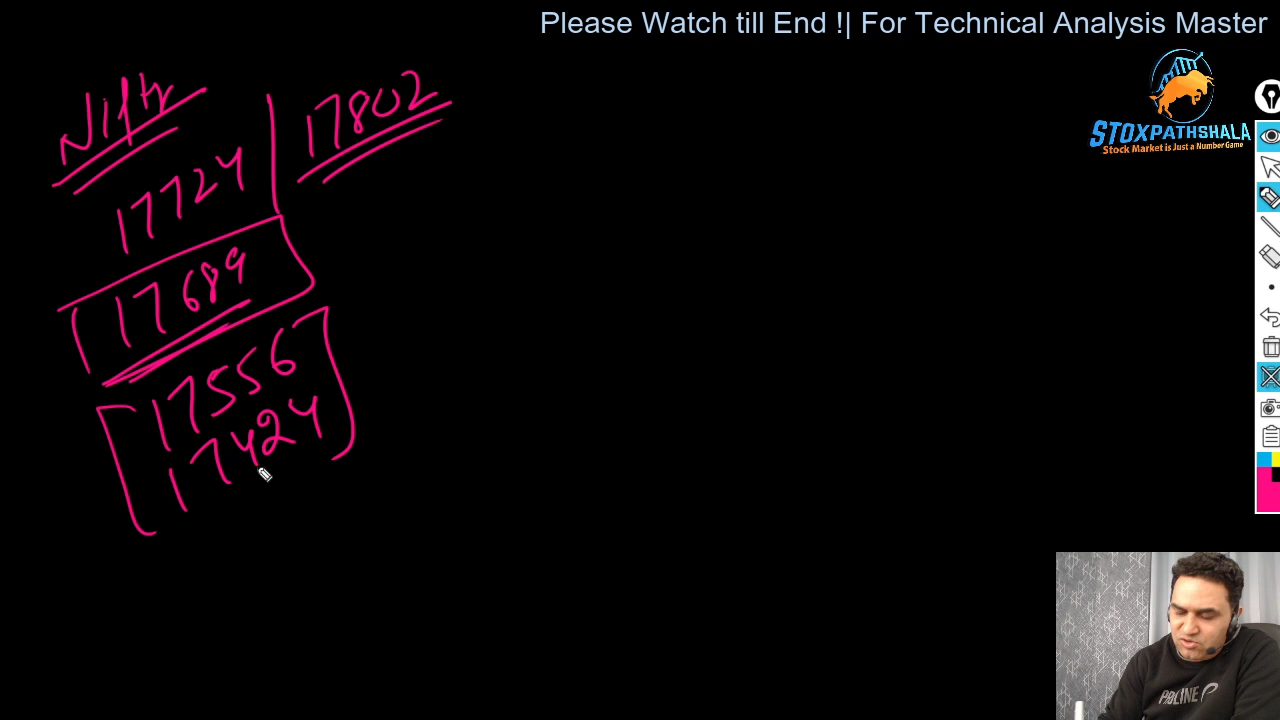 Please Watch till End !| For Technical Analysis Master
STOXPATHSHALA
Stock Market is Just a Number Game
Nifty
17802
17724
17689
17556
17424
PROLINE